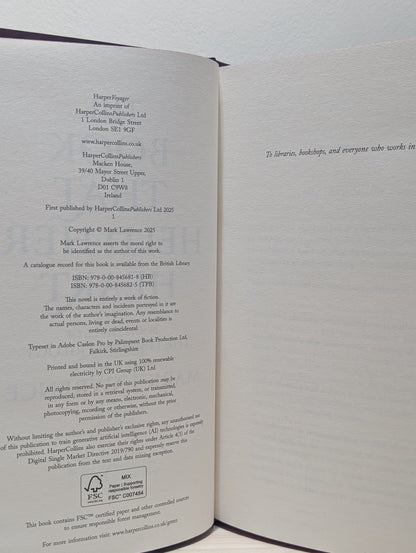 HarperVoyager
An imprint of
HarperCollinsPublishers Ltd
1 London Bridge Street
London SE1 9GF
www.harpercollins.co.uk
HarperCollinsPublishers
Macken House,
39/40 Mayor Street Upper,
Dublin 1
D01 C9W8
Ireland
First published by HarperCollinsPublishers Ltd 2025
1
Copyright © Mark Lawrence 2025
Mark Lawrence asserts the moral right to
be identified as the author of this work.
A catalogue record for this book is available from the British Library
ISBN: 978-0-00-845681-8 (HB)
ISBN: 978-0-00-845682-5 (TPB)
This novel is entirely a work of fiction.
The names, characters and incidents portrayed in it are
the work of the author's imagination. Any resemblance to
actual persons, living or dead, events or localities is
entirely coincidental.
Typeset in Adobe Caslon Pro by Palimpsest Book Production Ltd,
Falkirk, Stirlingshire
Printed and bound in the UK using 100% renewable
electricity by CPI Group (UK) Ltd
All rights reserved. No part of this publication may be
reproduced, stored in a retrieval system, or transmitted,
in any form or by any means, electronic, mechanical,
photocopying, recording or otherwise, without the prior
permission of the publishers.
Without limiting the author's and publisher's exclusive rights, any unauthorised use
of this publication to train generative artificial intelligence (AI) technologies is expressly
prohibited. HarperCollins also exercise their rights under Article 4(3) of the
Digital Single Market Directive 2019/790 and expressly reserve this
publication from the text and data mining exception.
FSC
www.fsc.org
MIX
Paper | Supporting
responsible forestry
FSC™ C007454
This book contains FSC™ certified paper and other controlled sources
to ensure responsible forest management.
For more information visit: www.harpercollins.co.uk/green
To libraries, bookshops, and everyone who works in